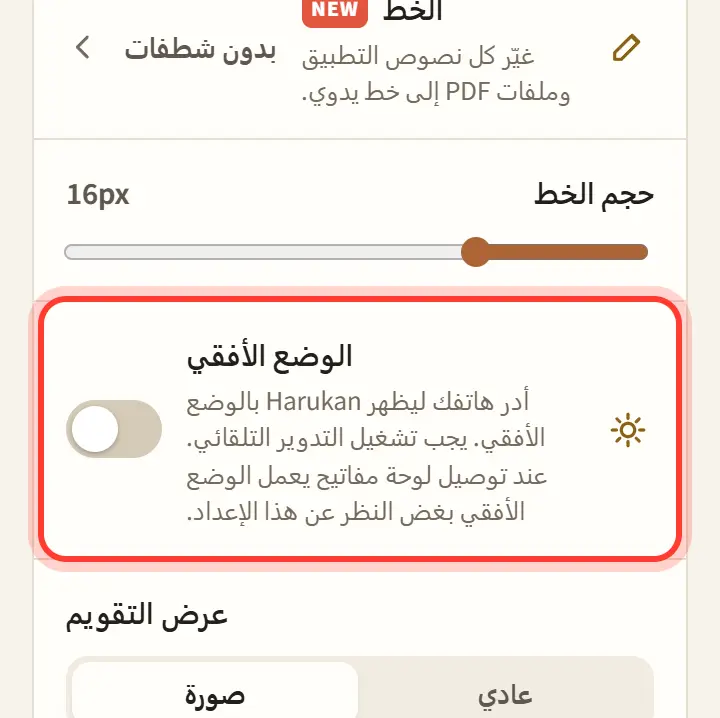 الخط NEW
غيّر كل نصوص التطبيق
وملفات PDF إلى خط يدوي.
بدون شطفات
حجم الخط
16px
الوضع الأفقي
أدر هاتفك ليظهر Harukan بالوضع
الأفقي. يجب تشغيل التدوير التلقائي.
عند توصيل لوحة مفاتيح يعمل الوضع
الأفقي بغض النظر عن هذا الإعداد.
عرض التقويم
عادي
صورة